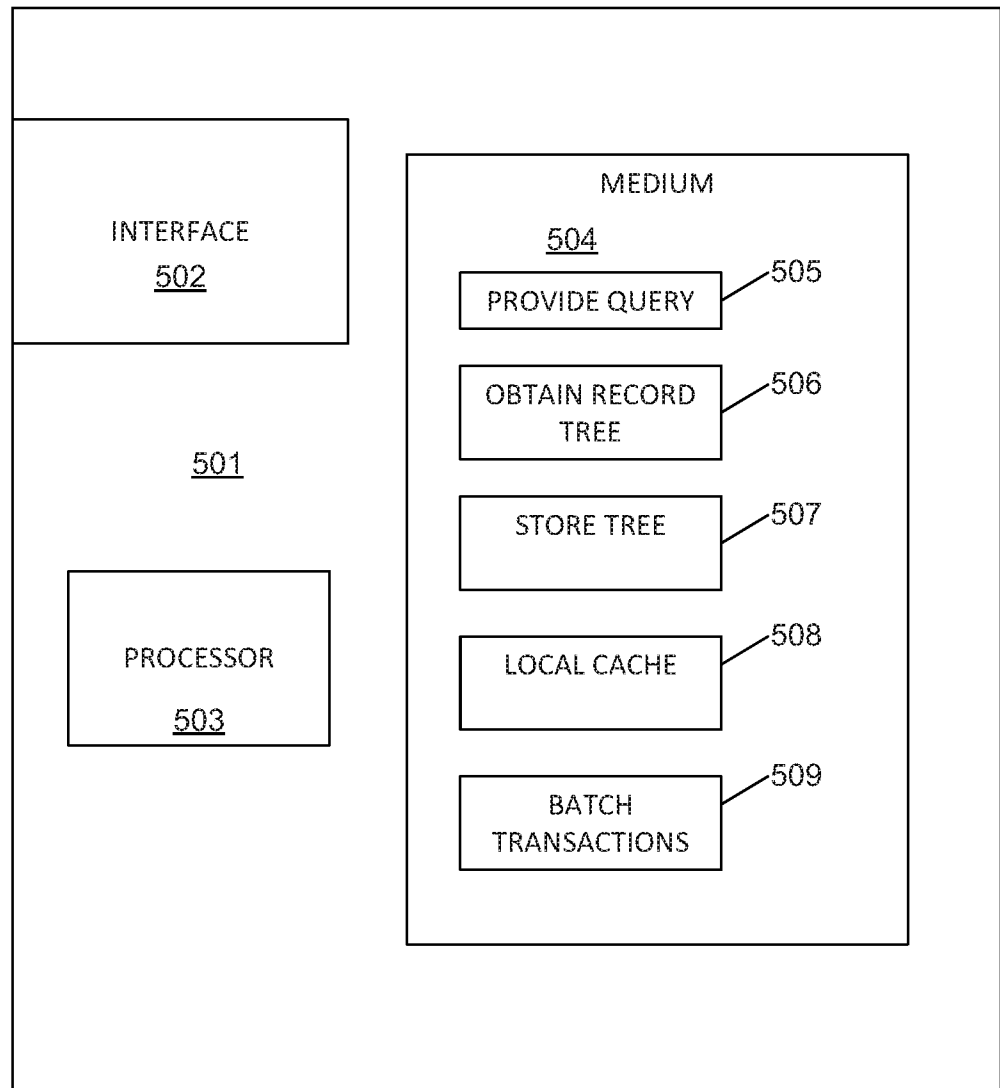 INTERFACE
502
501
PROCESSOR
503
MEDIUM
504
PROVIDE QUERY
505
OBTAIN RECORD
TREE
506
STORE TREE
507
LOCAL CACHE
508
BATCH
TRANSACTIONS
509